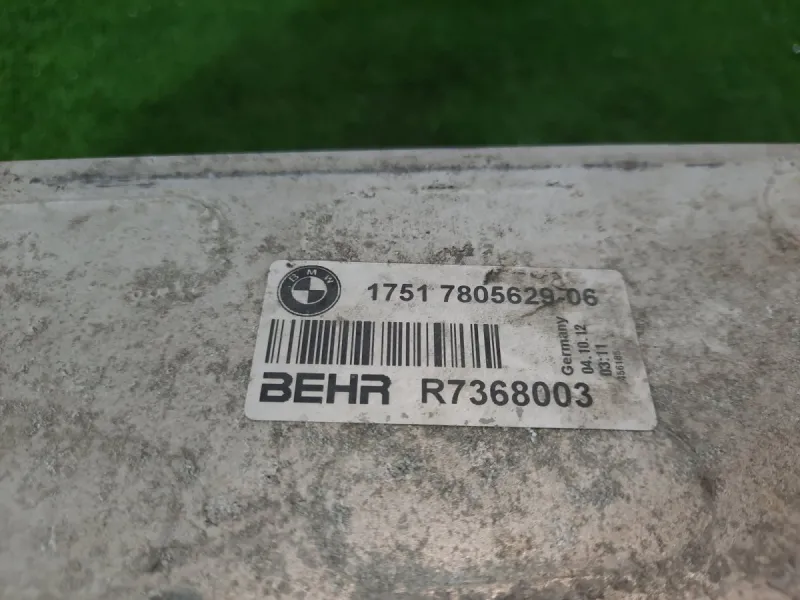 BMW
1751 7805629-06
BEHR R7368003
Germany
04.10.12
03:11